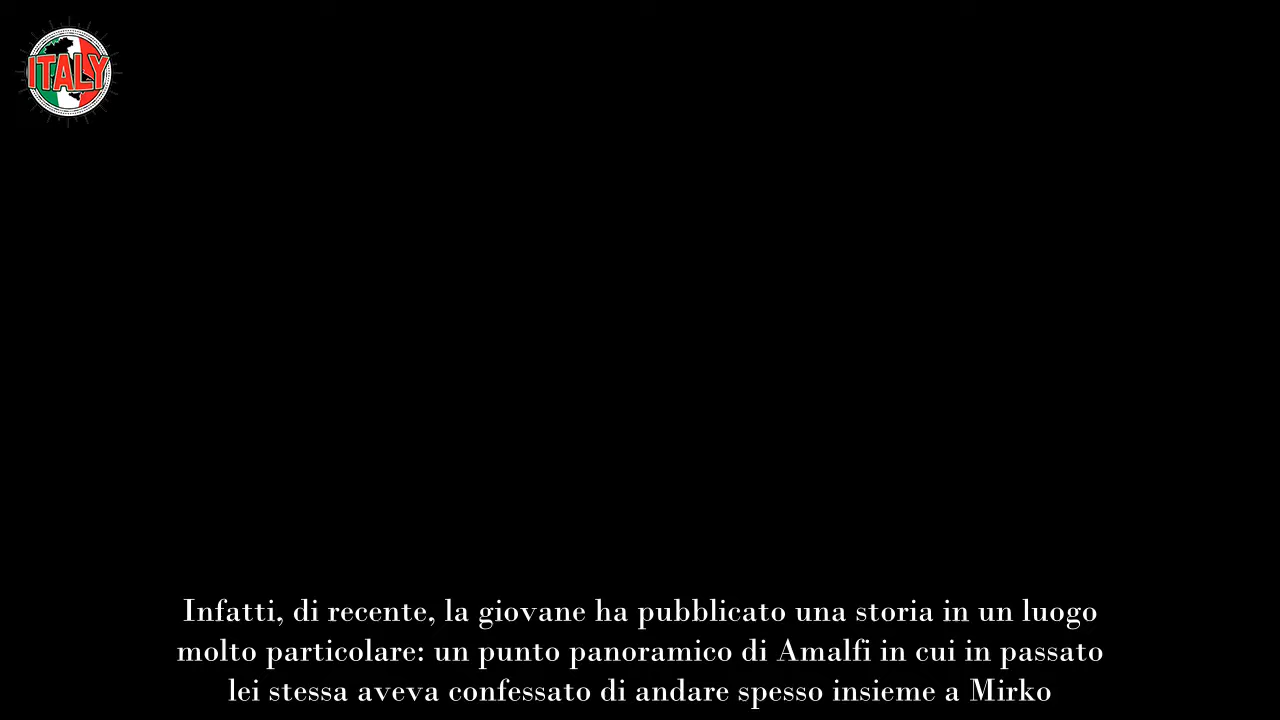 ITALY
Infatti, di recente, la giovane ha pubblicato una storia in un luogo
molto particolare: un punto panoramico di Amalfi in cui in passato
lei stessa aveva confessato di andare spesso insieme a Mirko